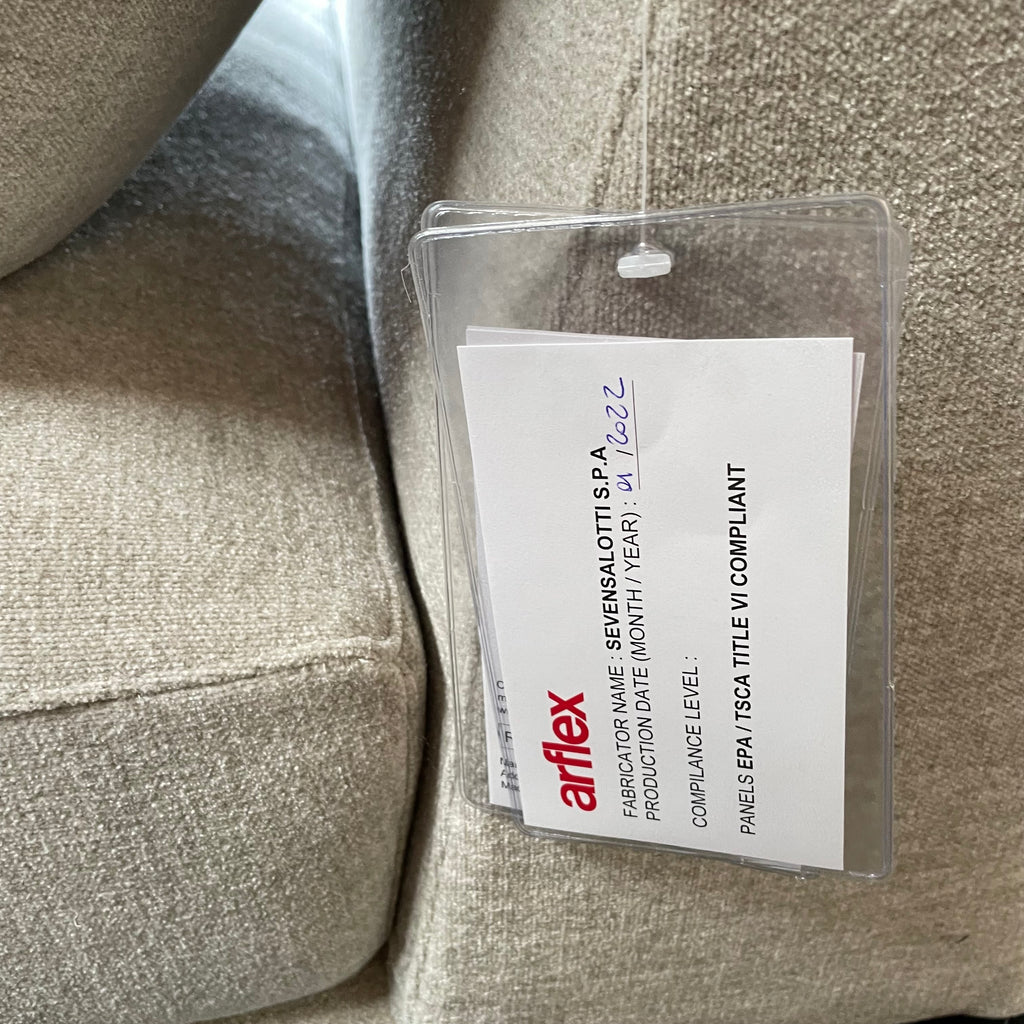 arflex
FABRICATOR NAME : SEVENSALOTTI S.P.A
PRODUCTION DATE (MONTH / YEAR) : 01 / 2022
COMPILANCE LEVEL :
PANELS EPA / TSCA TITLE VI COMPLIANT